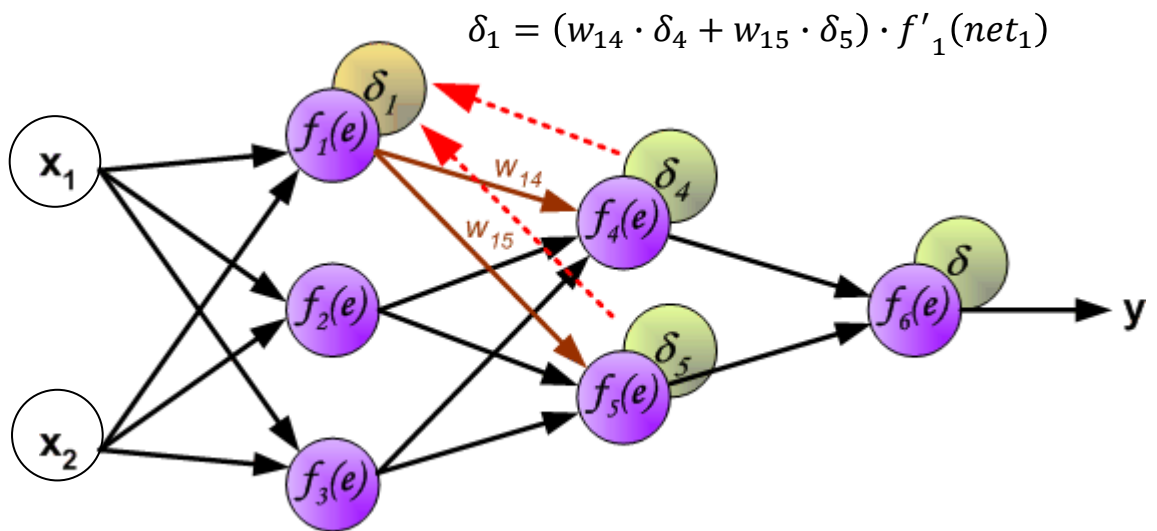 δ₁ = (w₁₄ · δ₄ + w₁₅ · δ₅) · f′₁(net₁)
δ₁
f₁(e)
x₁
w₁₄
δ₄
f₄(e)
w₁₅
δ
f₂(e)
f₆(e)
y
δ₅
f₅(e)
x₂
f₃(e)